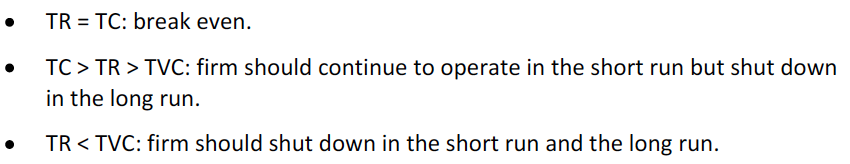 • TR = TC: break even.
• TC > TR > TVC: firm should continue to operate in the short run but shut down
in the long run.
• TR < TVC: firm should shut down in the short run and the long run.